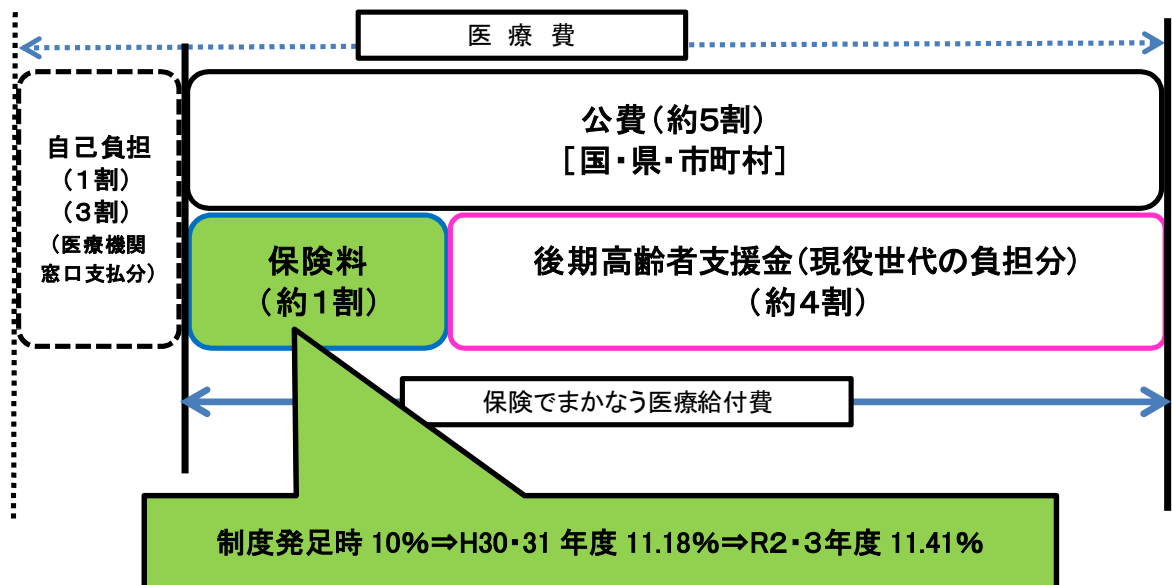 医 療 費
公費(約5割)
[国・県・市町村]
自己負担
(1割)
(3割)
(医療機関
窓口支払分)
保険料
(約1割)
後期高齢者支援金(現役世代の負担分)
(約4割)
保険でまかなう医療給付費
制度発足時 10%⇒H30・31 年度 11.18%⇒R2・3年度 11.41%